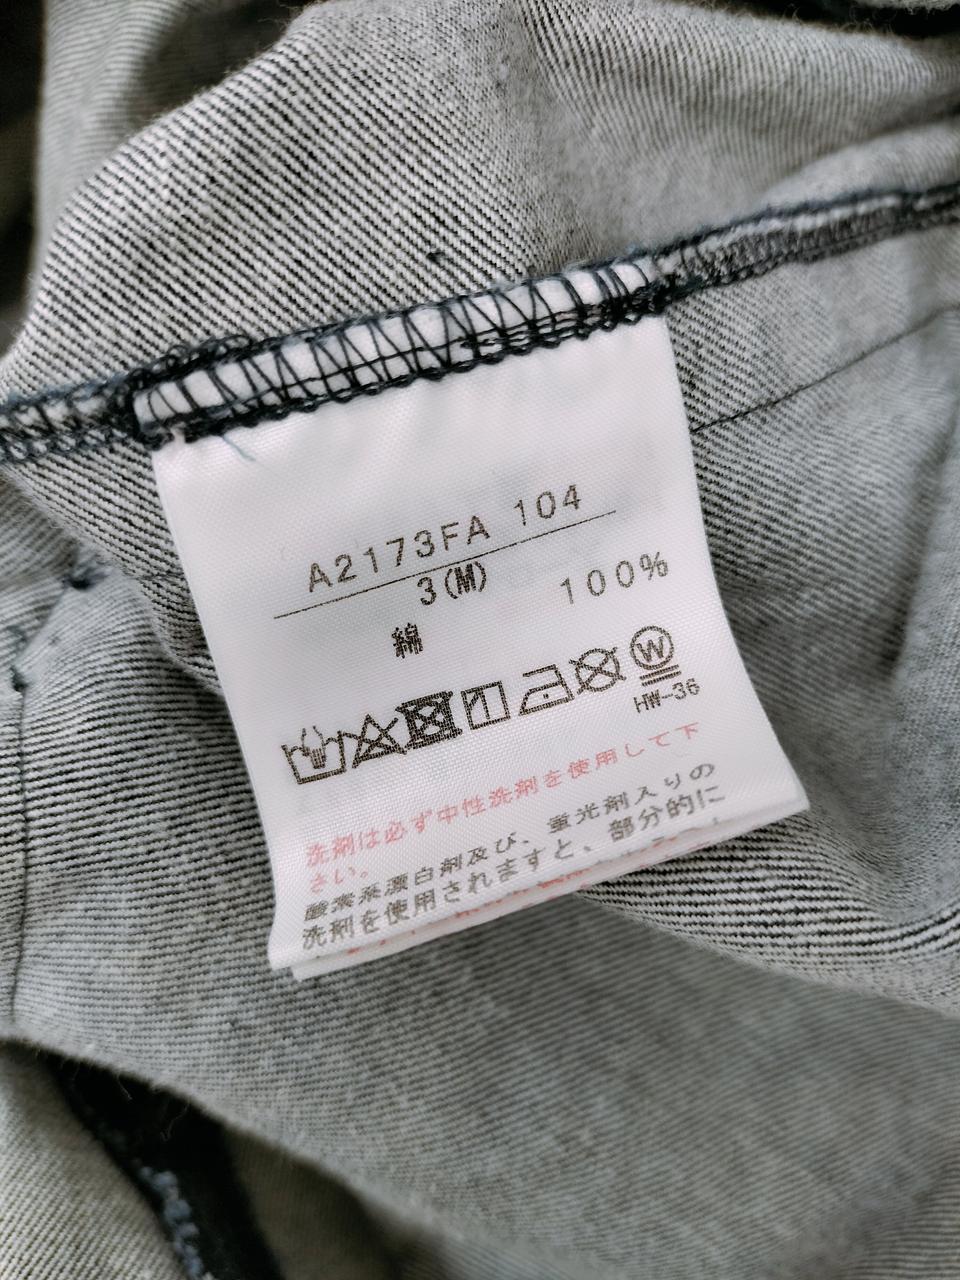 A2173FA 104
3(M)
綿 100%
W
HW-36
洗剤は必ず中性洗剤を使用して下
さい。
酸素系漂白剤及び、蛍光剤入りの
洗剤を使用されますと、部分的に